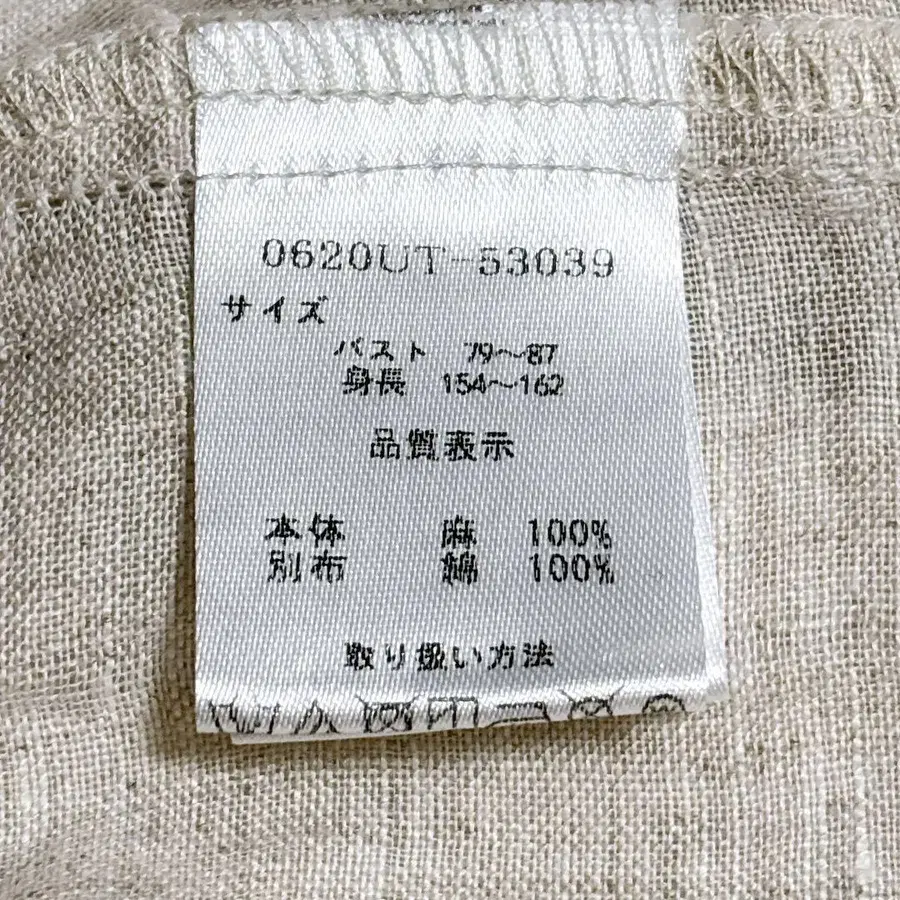 0620UT-53039
サイズ
バスト 79~87
身長 154~162
品質表示
本体 麻 100%
別布 綿 100%
取り扱い方法